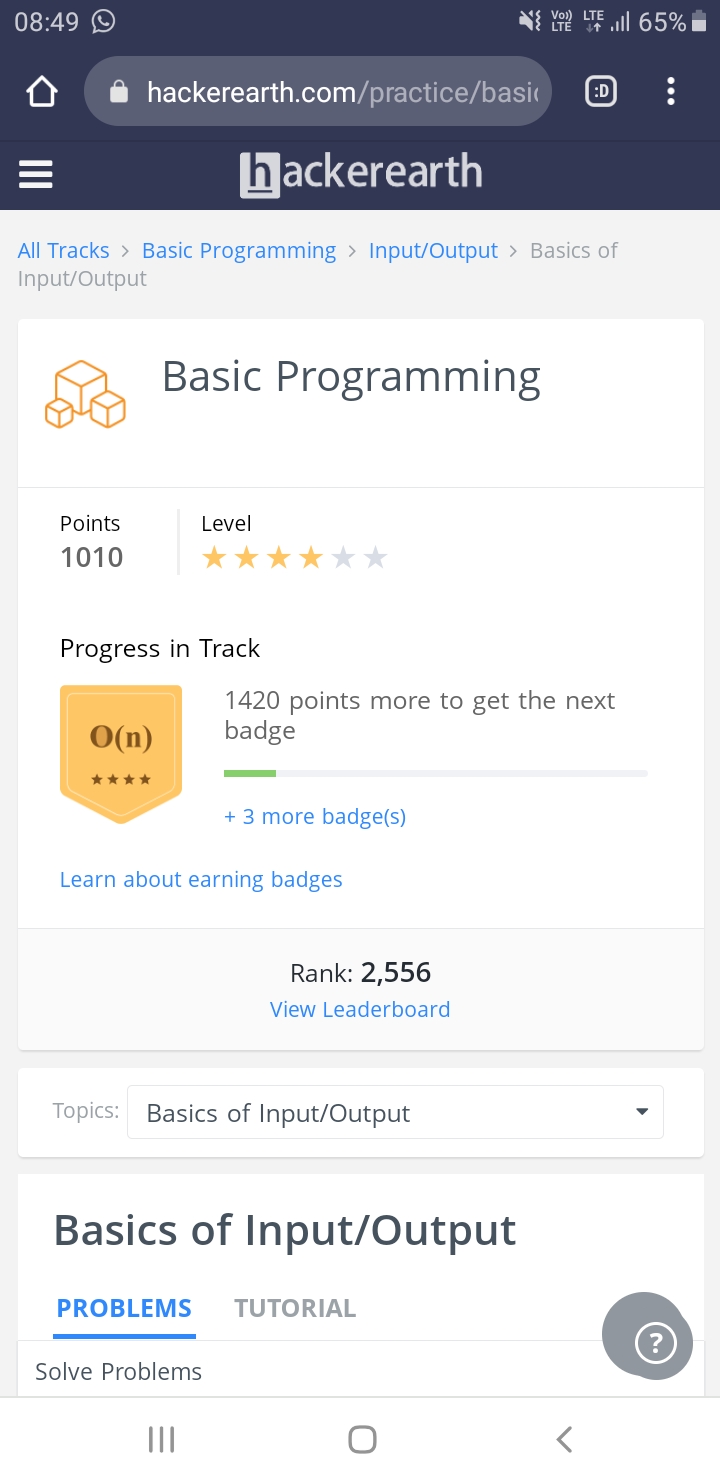 08:49
Vo)) LTE LTE 65%
hackerearth.com/practice/basic
:D
hackerearth
All Tracks > Basic Programming > Input/Output > Basics of
Input/Output
Basic Programming
Points Level
1010
Progress in Track
O(n)
1420 points more to get the next
badge
+ 3 more badge(s)
Learn about earning badges
Rank: 2,556
View Leaderboard
Topics: Basics of Input/Output
Basics of Input/Output
PROBLEMS TUTORIAL
?
Solve Problems